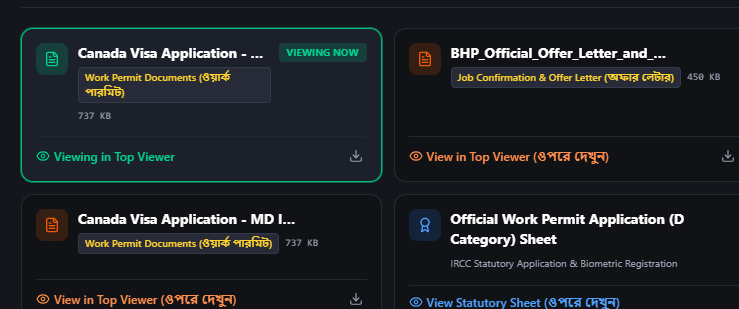 Canada Visa Application - ...
VIEWING NOW
Work Permit Documents (ওয়ার্ক
পারমিট)
737 KB
Viewing in Top Viewer
BHP_Official_Offer_Letter_and_...
Job Confirmation & Offer Letter (অফার লেটার)
450 KB
View in Top Viewer (ওপরে দেখুন)
Canada Visa Application - MD I...
Work Permit Documents (ওয়ার্ক পারমিট)
737 KB
View in Top Viewer (ওপরে দেখুন)
Official Work Permit Application (D
Category) Sheet
IRCC Statutory Application & Biometric Registration
View Statutory Sheet (ওপরে দেখুন)